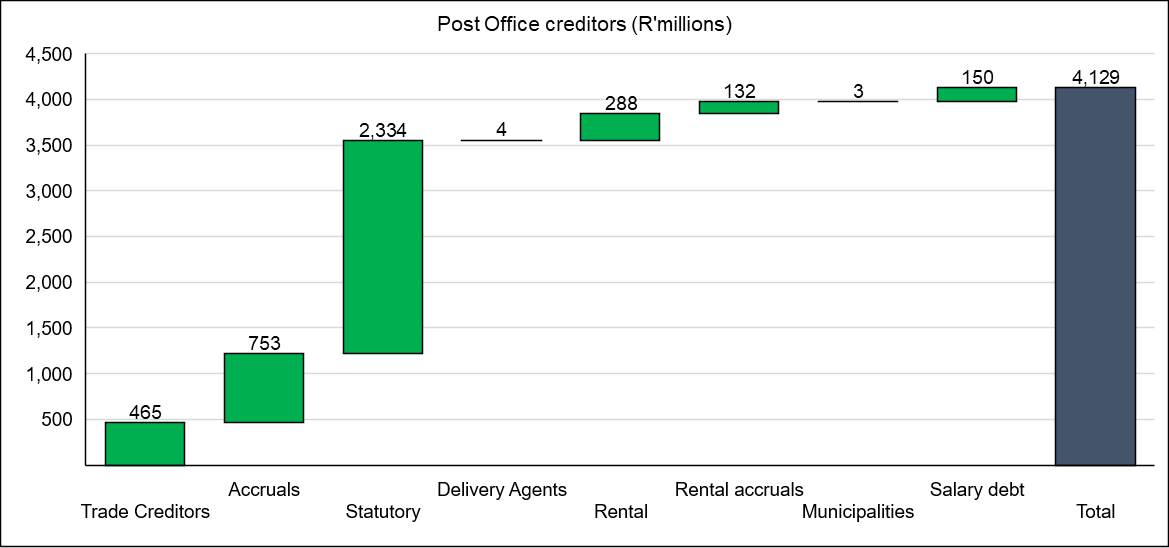 Post Office creditors (R'millions)
4,500
4,000
3,500
3,000
2,500
2,000
1,500
1,000
500
465
753
2,334
4
288
132
3
150
4,129
Trade Creditors
Accruals
Statutory
Delivery Agents
Rental
Rental accruals
Municipalities
Salary debt
Total